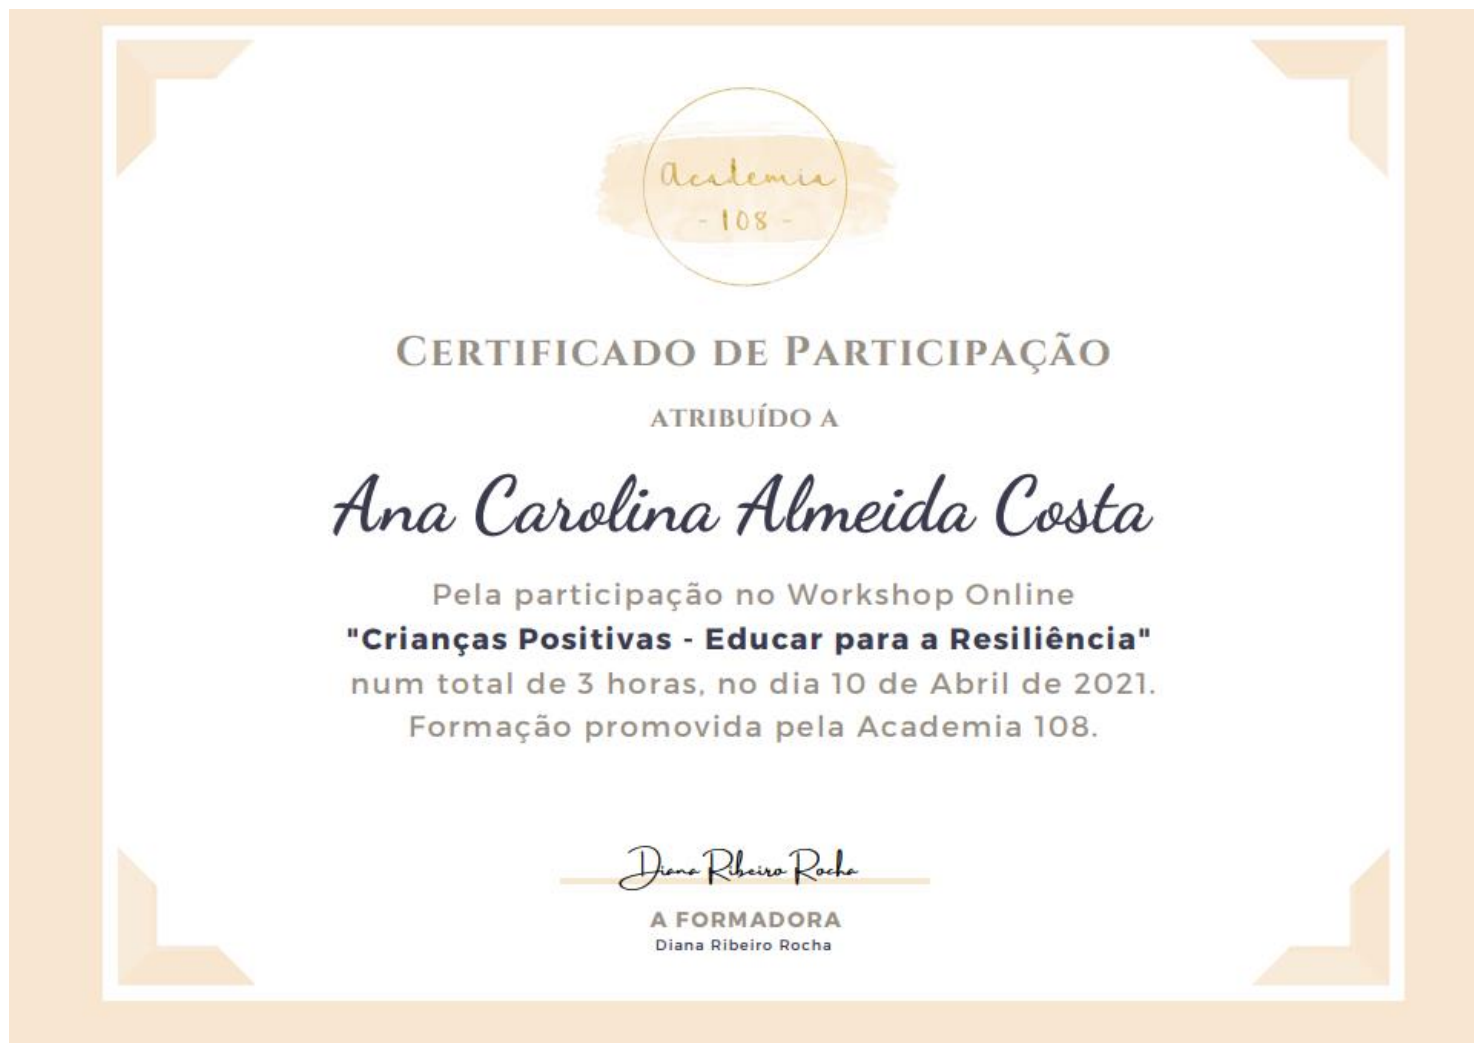 Academia
- 108 -
CERTIFICADO DE PARTICIPAÇÃO
ATRIBUÍDO A
Ana Carolina Almeida Costa
Pela participação no Workshop Online
"Crianças Positivas - Educar para a Resiliência"
num total de 3 horas, no dia 10 de Abril de 2021.
Formação promovida pela Academia 108.
Diana Ribeiro Rocha
A FORMADORA
Diana Ribeiro Rocha